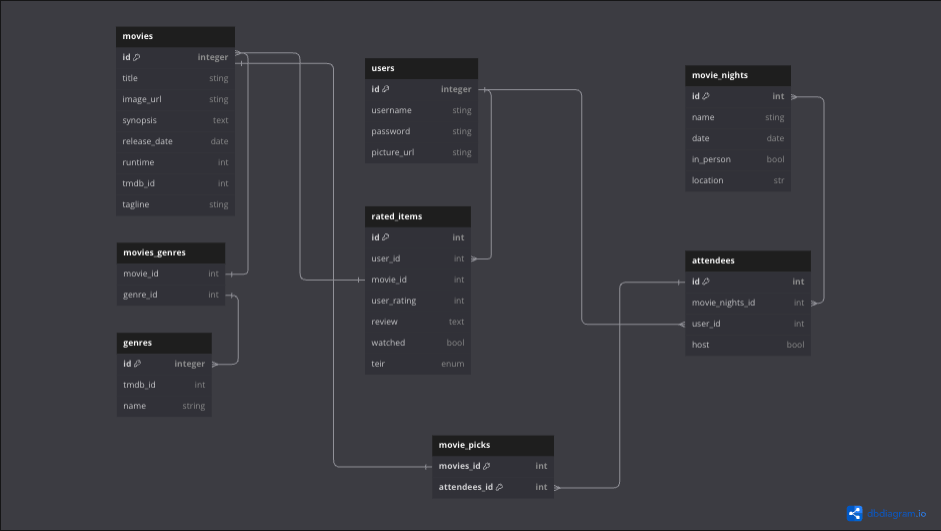 movies
id integer
title sting
image_url sting
synopsis text
release_date date
runtime int
tmdb_id int
tagline sting
movies_genres
movie_id int
genre_id int
genres
id integer
tmdb_id int
name string
users
id integer
username sting
password sting
picture_url sting
rated_items
id int
user_id int
movie_id int
user_rating int
review text
watched bool
teir enum
movie_picks
movies_id int
attendees_id int
movie_nights
id int
name sting
date date
in_person bool
location str
attendees
id int
movie_nights_id int
user_id int
host bool
dbdiagram.io